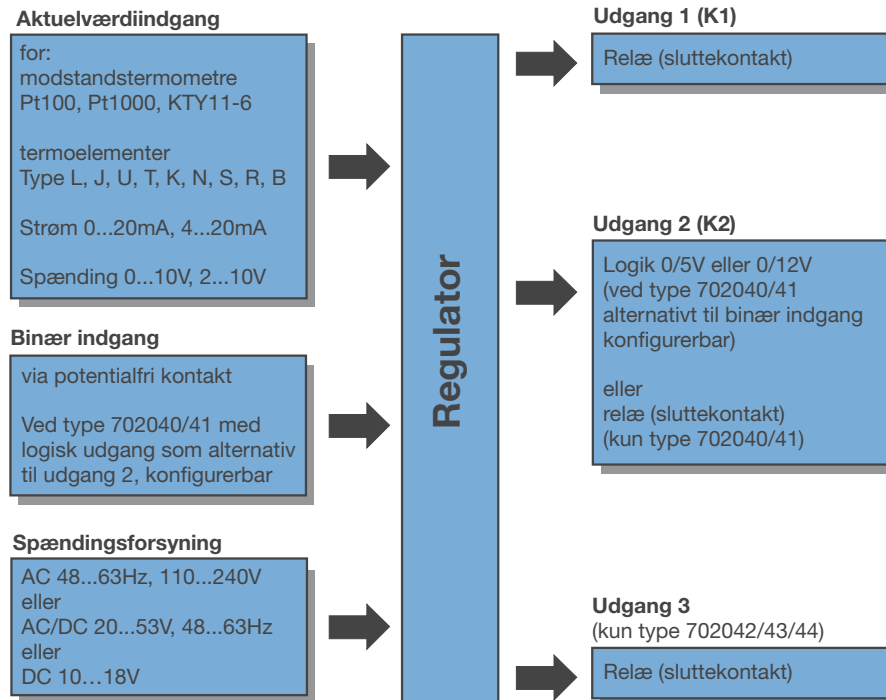 Aktuelværdiindgang
for:
modstandstermometre
Pt100, Pt1000, KTY11-6
termoelementer
Type L, J, U, T, K, N, S, R, B
Strøm 0...20mA, 4...20mA
Spænding 0...10V, 2...10V
Binær indgang
via potentialfri kontakt
Ved type 702040/41 med
logisk udgang som alternativ
til udgang 2, konfigurerbar
Spændingsforsyning
AC 48...63Hz, 110...240V
eller
AC/DC 20...53V, 48...63Hz
eller
DC 10…18V
Regulator
Udgang 1 (K1)
Relæ (sluttekontakt)
Udgang 2 (K2)
Logik 0/5V eller 0/12V
(ved type 702040/41
alternativt til binær indgang
konfigurerbar)
eller
relæ (sluttekontakt)
(kun type 702040/41)
Udgang 3
(kun type 702042/43/44)
Relæ (sluttekontakt)